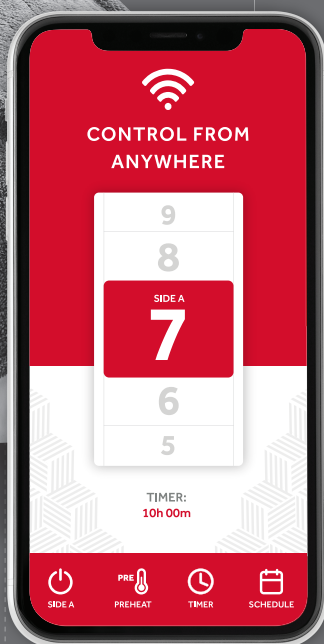 CONTROL FROM
ANYWHERE
9
8
SIDE A
7
6
5
TIMER:
10h 00m
PRE
SIDE A
PREHEAT
TIMER
SCHEDULE